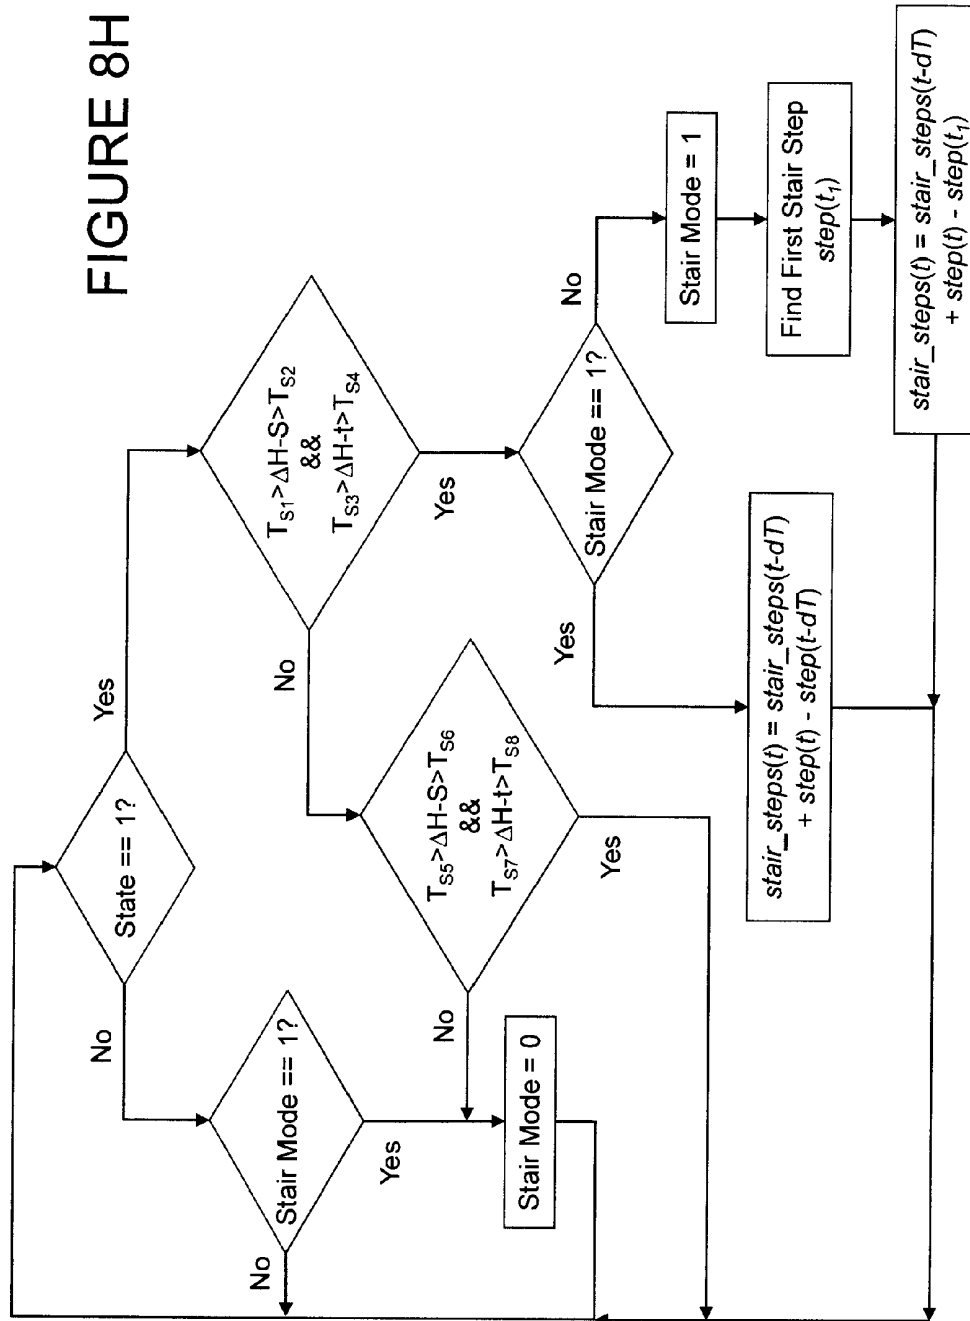 FIGURE 8H
State == 1?
No
Yes
Stair Mode == 1?
No
Yes
T_S1>ΔH-S>T_S2
&&
T_S3>ΔH-t>T_S4
No
Yes
T_S5>ΔH-S>T_S6
&&
T_S7>ΔH-t>T_S8
No
Yes
Stair Mode = 0
Stair Mode == 1?
Yes
No
Stair Mode = 1
Find First Stair Step
step(t₁)
stair_steps(t) = stair_steps(t-dT)
+ step(t) - step(t-dT)
stair_steps(t) = stair_steps(t-dT)
+ step(t) - step(t₁)